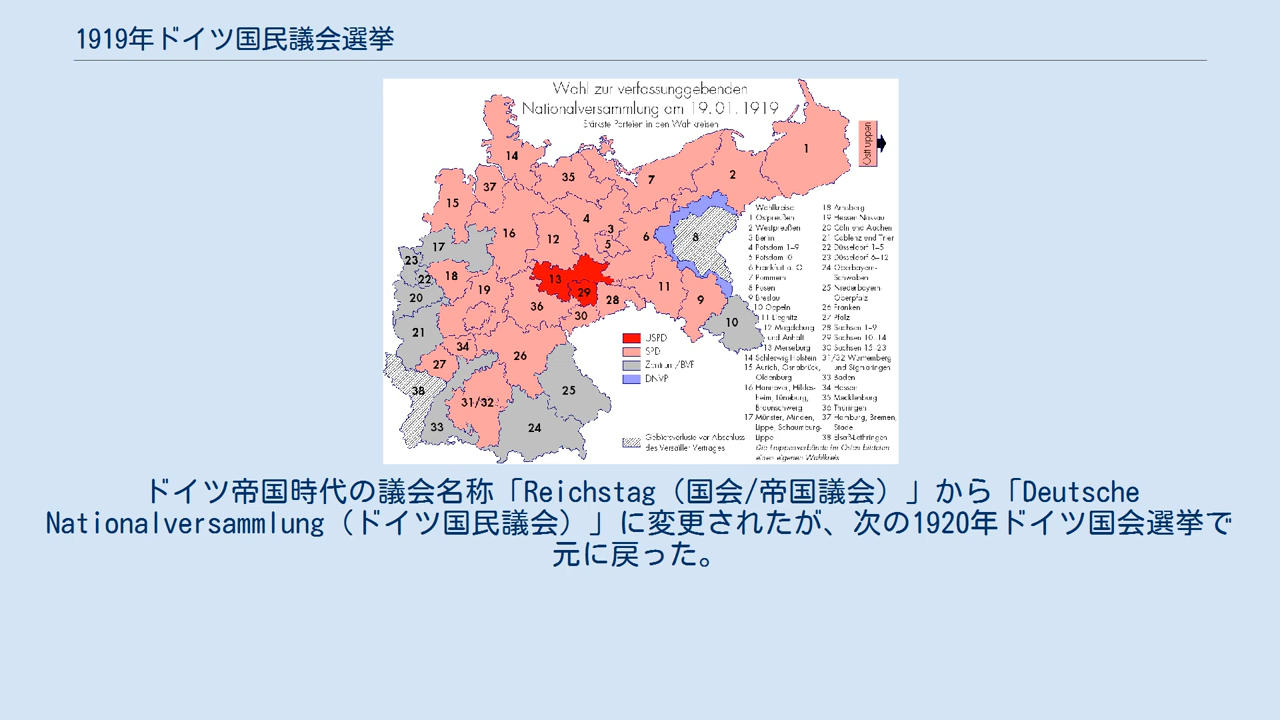 1919年ドイツ国民議会選挙
Wahl zur verfassunggebenden
Nationalversammlung am 19.01.1919
Stärkste Parteien in den Wahlkreisen
Osttruppen
14
1
35
7
2
37
15
16
4
3
6
8
17
12
5
23
22
18
13
11
20
19
29
28
9
36
30
10
21
34
26
27
38
25
31/32
33
24
USPD
SPD
Zentrum/BVP
DNVP
Gebietsverluste vor Abschluss
des Versailler Vertrages
Wahlkreise
1 Ostpreußen
2 Westpreußen
3 Berlin
4 Potsdam 1-9
5 Potsdam 10
6 Frankfurt a. O.
7 Pommern
8 Posen
9 Breslau
10 Oppeln
11 Liegnitz
12 Magdeburg
und Anhalt
13 Merseburg
14 Schleswig Holstein
15 Aurich, Osnabrück,
Oldenburg
16 Hannover, Hildes-
heim, Lüneburg,
Braunschweig
17 Münster, Minden,
Lippe, Schaumburg-
Lippe
18 Arnsberg
19 Hessen Nassau
20 Cöln und Aachen
21 Coblenz und Trier
22 Düsseldorf 1-5
23 Düsseldorf 6-12
24 Oberbayern-
Schwaben
25 Niederbayern-
Oberpfalz
26 Franken
27 Pfalz
28 Sachsen 1-9
29 Sachsen 10-14
30 Sachsen 15-23
31/32 Württemberg
und Sigmaringen
33 Baden
34 Hessen
35 Mecklenburg
36 Thüringen
37 Hamburg, Bremen,
Stade
38 Elsaß-Lothringen
Die Truppenverbände im Osten bildeten
einen eigenen Wahlkreis
ドイツ帝国時代の議会名称「Reichstag（国会/帝国議会）」から「Deutsche
Nationalversammlung（ドイツ国民議会）」に変更されたが、次の1920年ドイツ国会選挙で
元に戻った。